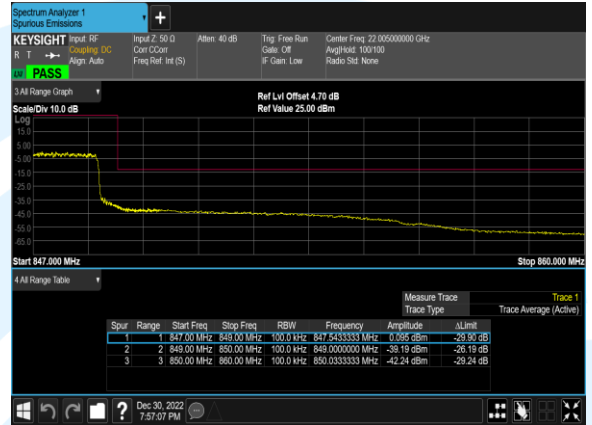 Spectrum Analyzer 1
Spurious Emissions
+
KEYSIGHT Input: RF
R T Coupling: DC
Align: Auto
Input Z: 50 Ω
Corr CCorr
Freq Ref: Int (S)
Atten: 40 dB
Trig: Free Run
Gate: Off
IF Gain: Low
Center Freq: 22.005000000 GHz
Avg|Hold: 100/100
Radio Std: None
PASS
3 All Range Graph
Scale/Div 10.0 dB
Ref Lvl Offset 4.70 dB
Ref Value 25.00 dBm
Log
15.0
5.00
-5.00
-15.0
-25.0
-35.0
-45.0
-55.0
-65.0
Start 847.000 MHz
Stop 860.000 MHz
4 All Range Table
Measure Trace Trace 1
Trace Type Trace Average (Active)
Spur Range Start Freq Stop Freq RBW Frequency Amplitude ΔLimit
1 1 847.00 MHz 849.00 MHz 100.0 kHz 847.5433333 MHz 0.095 dBm -29.90 dB
2 2 849.00 MHz 850.00 MHz 100.0 kHz 849.0000000 MHz -39.19 dBm -26.19 dB
3 3 850.00 MHz 860.00 MHz 100.0 kHz 850.0333333 MHz -42.24 dBm -29.24 dB
?
Dec 30, 2022
7:57:07 PM